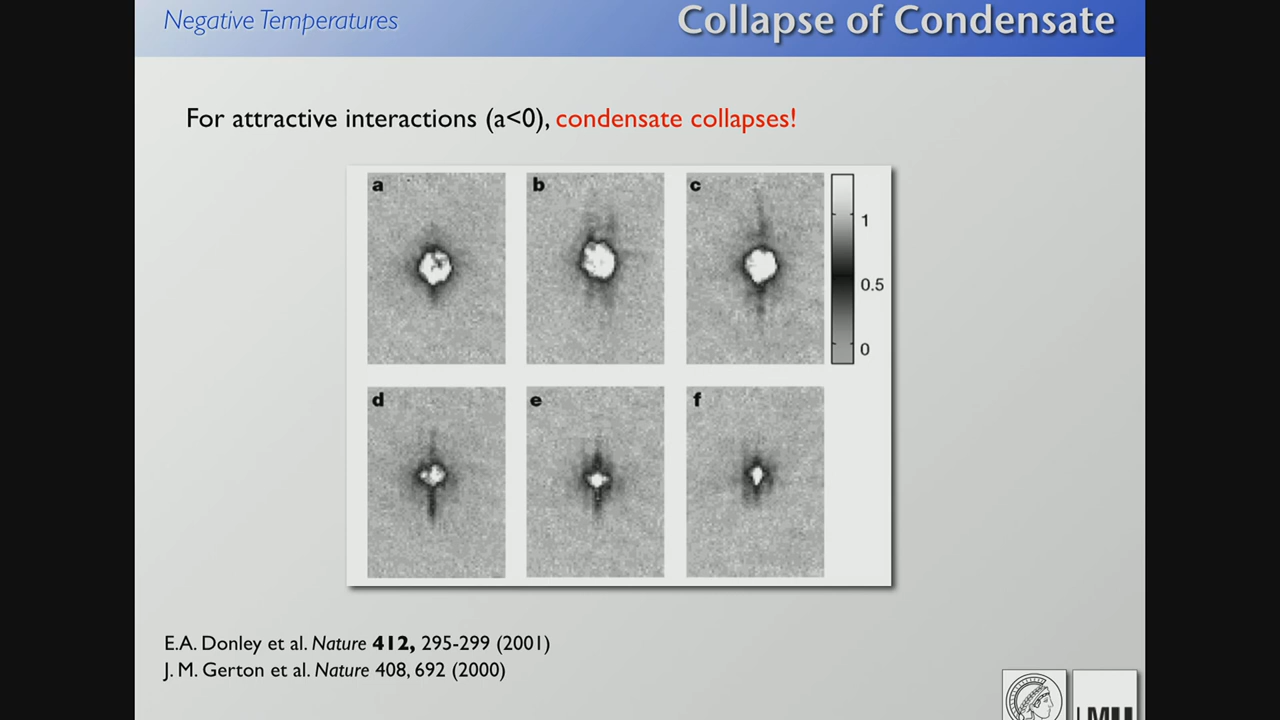 Negative Temperatures
Collapse of Condensate
For attractive interactions (a<0), condensate collapses!
a
b
c
1
0.5
0
d
e
f
E.A. Donley et al. Nature 412, 295-299 (2001)
J. M. Gerton et al. Nature 408, 692 (2000)
LMU